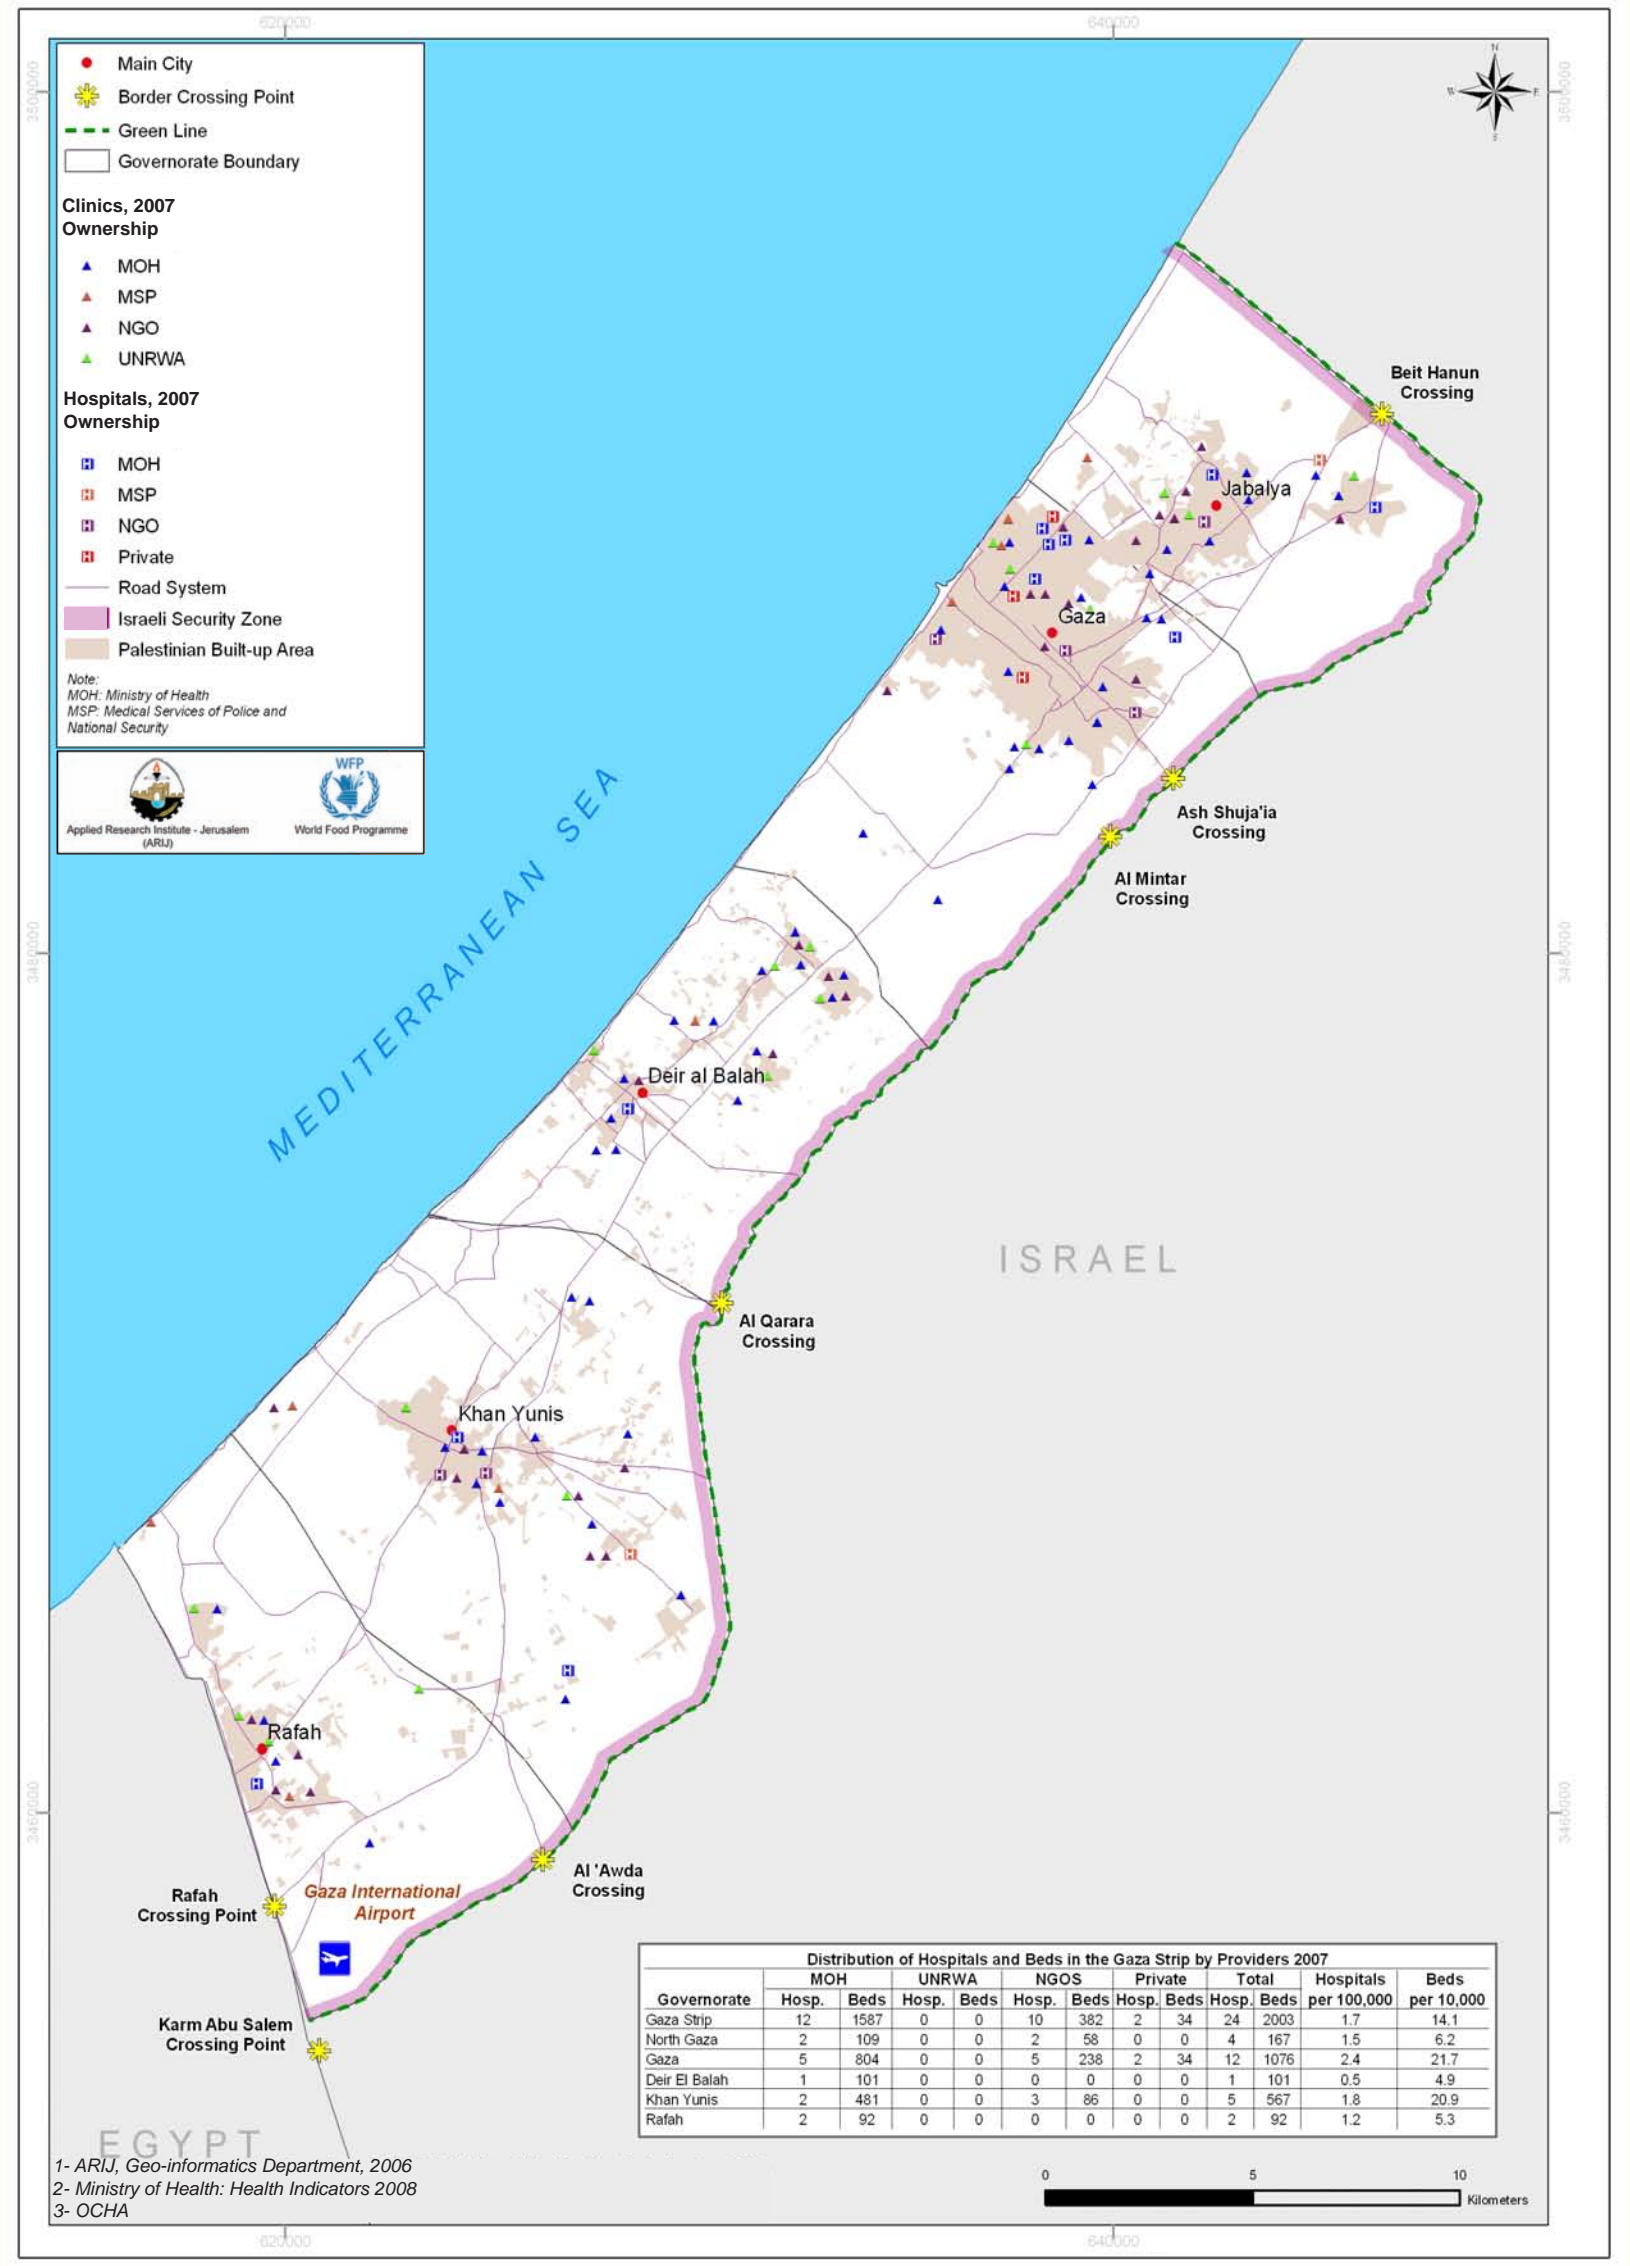 620000
640000
3500000
3500000
N
W
E
S
Main City
Border Crossing Point
Green Line
Governorate Boundary
Clinics, 2007
Ownership
MOH
MSP
NGO
UNRWA
Hospitals, 2007
Ownership
MOH
MSP
NGO
Private
Road System
Israeli Security Zone
Palestinian Built-up Area
Note:
MOH: Ministry of Health
MSP: Medical Services of Police and
National Security
WFP
Applied Research Institute - Jerusalem
(ARIJ)
World Food Programme
Beit Hanun
Crossing
Jabalya
Gaza
Ash Shuja'ia
Crossing
Al Mintar
Crossing
MEDITERRANEAN SEA
3480000
3480000
Deir al Balah
ISRAEL
Al Qarara
Crossing
Khan Yunis
Rafah
3460000
3460000
Al 'Awda
Crossing
Rafah
Crossing Point
Gaza International
Airport
Karm Abu Salem
Crossing Point
Distribution of Hospitals and Beds in the Gaza Strip by Providers 2007
MOH UNRWA NGOS Private Total Hospitals Beds
Governorate Hosp. Beds Hosp. Beds Hosp. Beds Hosp. Beds Hosp. Beds per 100,000 per 10,000
Gaza Strip 12 1587 0 0 10 382 2 34 24 2003 1.7 14.1
North Gaza 2 109 0 0 2 58 0 0 4 167 1.5 6.2
Gaza 5 804 0 0 5 238 2 34 12 1076 2.4 21.7
Deir El Balah 1 101 0 0 0 0 0 0 1 101 0.5 4.9
Khan Yunis 2 481 0 0 3 86 0 0 5 567 1.8 20.9
Rafah 2 92 0 0 0 0 0 0 2 92 1.2 5.3
EGYPT
1- ARIJ, Geo-informatics Department, 2006
2- Ministry of Health: Health Indicators 2008
3- OCHA
0 5 10
Kilometers
620000
640000